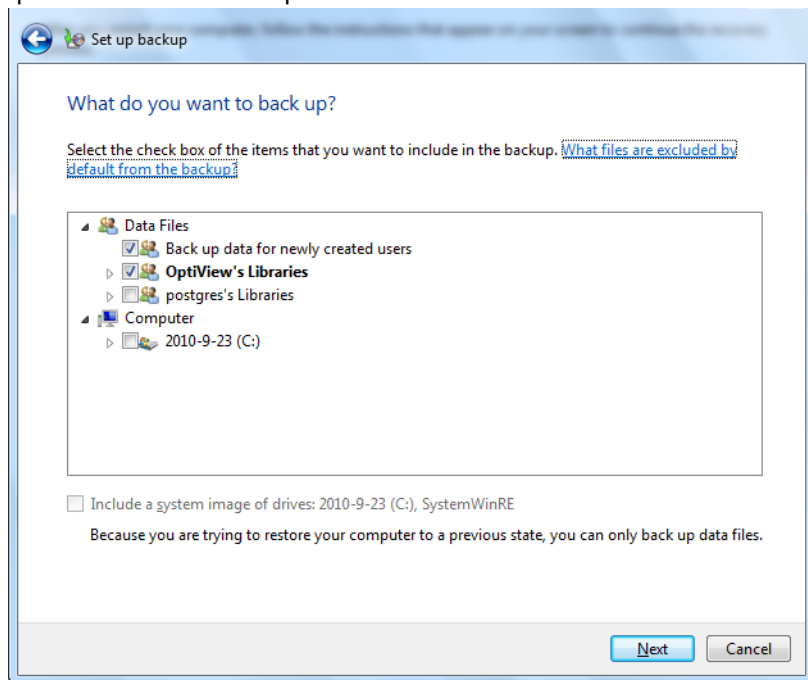 Set up backup
What do you want to back up?
Select the check box of the items that you want to include in the backup. What files are excluded by
default from the backup?
Data Files
Back up data for newly created users
OptiView's Libraries
postgres's Libraries
Computer
2010-9-23 (C:)
Include a system image of drives: 2010-9-23 (C:), SystemWinRE
Because you are trying to restore your computer to a previous state, you can only back up data files.
Next Cancel